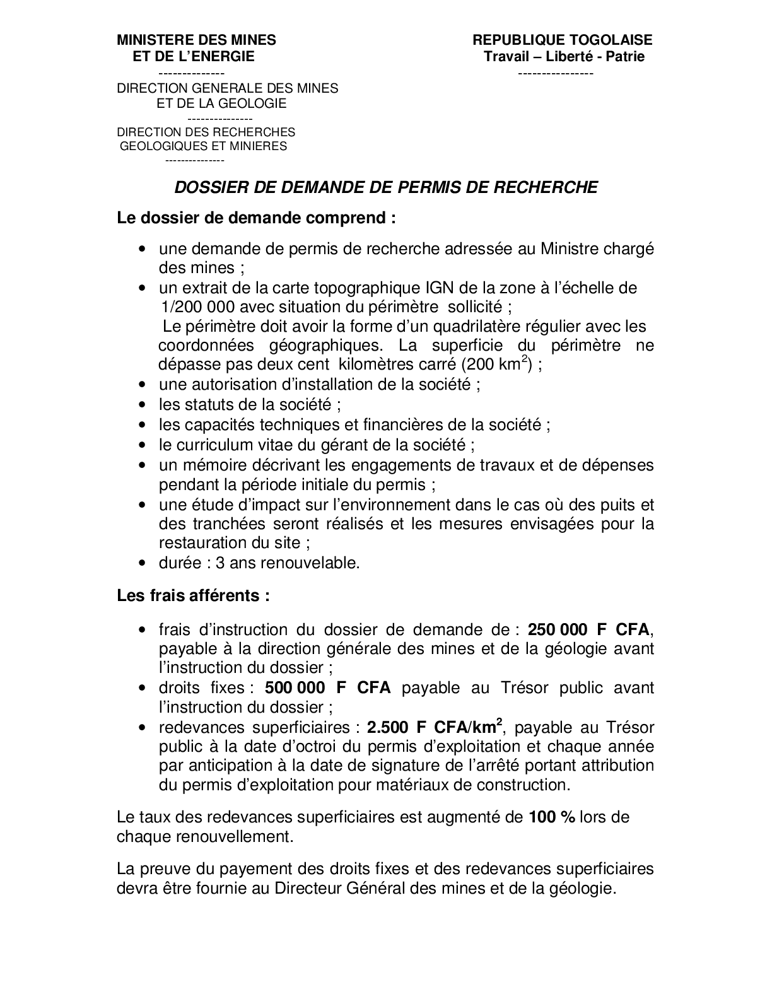 MINISTERE DES MINES
ET DE L’ENERGIE
--------------
DIRECTION GENERALE DES MINES
ET DE LA GEOLOGIE
---------------
DIRECTION DES RECHERCHES
GEOLOGIQUES ET MINIERES
---------------
REPUBLIQUE TOGOLAISE
Travail – Liberté - Patrie
----------------
DOSSIER DE DEMANDE DE PERMIS DE RECHERCHE
Le dossier de demande comprend :
• une demande de permis de recherche adressée au Ministre chargé
des mines ;
• un extrait de la carte topographique IGN de la zone à l’échelle de
1/200 000 avec situation du périmètre sollicité ;
Le périmètre doit avoir la forme d’un quadrilatère régulier avec les
coordonnées géographiques. La superficie du périmètre ne
dépasse pas deux cent kilomètres carré (200 km²) ;
• une autorisation d’installation de la société ;
• les statuts de la société ;
• les capacités techniques et financières de la société ;
• le curriculum vitae du gérant de la société ;
• un mémoire décrivant les engagements de travaux et de dépenses
pendant la période initiale du permis ;
• une étude d’impact sur l’environnement dans le cas où des puits et
des tranchées seront réalisés et les mesures envisagées pour la
restauration du site ;
• durée : 3 ans renouvelable.
Les frais afférents :
• frais d’instruction du dossier de demande de : 250 000 F CFA,
payable à la direction générale des mines et de la géologie avant
l’instruction du dossier ;
• droits fixes : 500 000 F CFA payable au Trésor public avant
l’instruction du dossier ;
• redevances superficiaires : 2.500 F CFA/km², payable au Trésor
public à la date d’octroi du permis d’exploitation et chaque année
par anticipation à la date de signature de l’arrêté portant attribution
du permis d’exploitation pour matériaux de construction.
Le taux des redevances superficiaires est augmenté de 100 % lors de
chaque renouvellement.
La preuve du payement des droits fixes et des redevances superficiaires
devra être fournie au Directeur Général des mines et de la géologie.